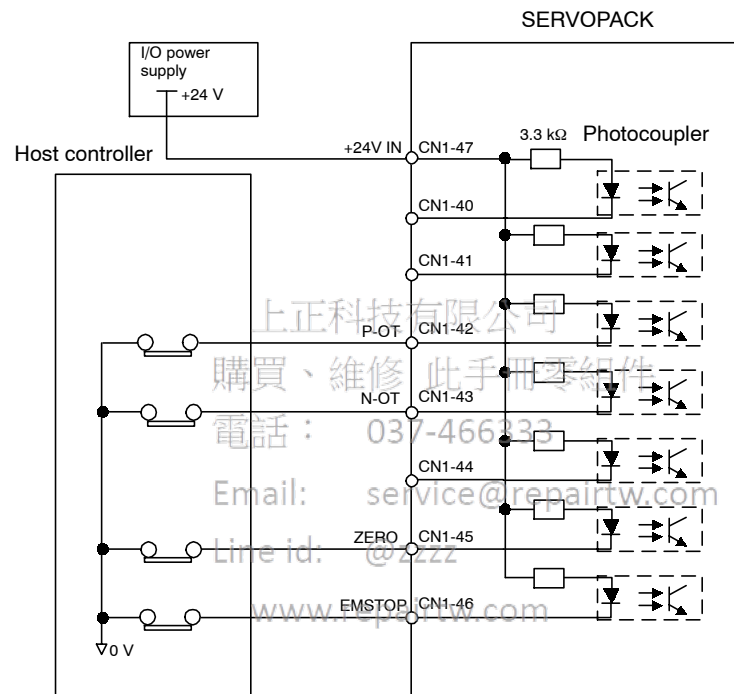 SERVOPACK
I/O power
supply
+24 V
Host controller
+24V IN CN1-47
3.3 kΩ Photocoupler
CN1-40
CN1-41
上正科技有限公司
P-OT CN1-42
購買、維修 此手冊零組件
N-OT CN1-43
電話： 037-466333
CN1-44
Email: service@repairtw.com
ZERO CN1-45
Line id: @zzzz
EMSTOP CN1-46
www.repairtw.com
0 V